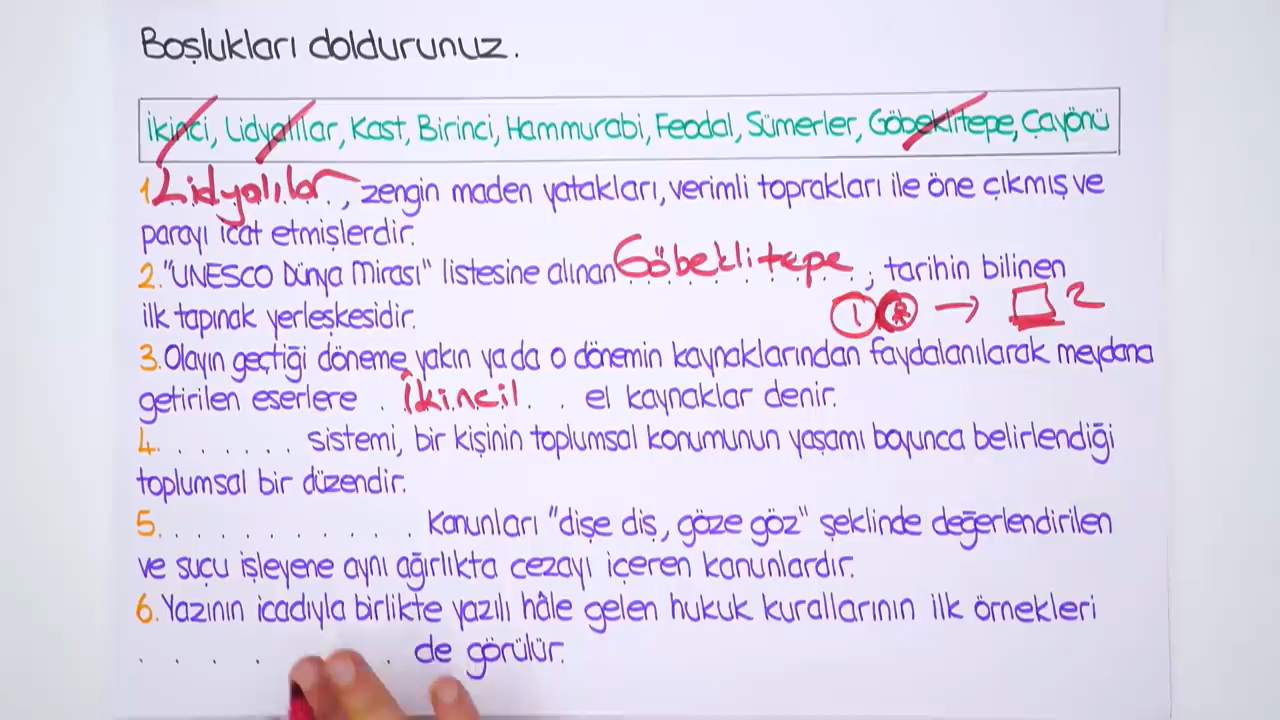 Boşlukları doldurunuz.
İkinci, Lidyalılar, Kast, Birinci, Hammurabi, Feodal, Sümerler, Göbeklitepe, Çayönü
1. Lidyalılar, zengin maden yatakları, verimli toprakları ile öne çıkmış ve
parayı icat etmişlerdir.
2. "UNESCO Dünya Mirası" listesine alınan Göbeklitepe ; tarihin bilinen
ilk tapınak yerleşkesidir.
1 → 2
3. Olayın geçtiği döneme yakın ya da o dönemin kaynaklarından faydalanılarak meydana
getirilen eserlere . İkincil . . el kaynaklar denir.
4. . . . . . . sistemi, bir kişinin toplumsal konumunun yaşamı boyunca belirlendiği
toplumsal bir düzendir.
5. . . . . . . . . . . . Kanunları "dişe diş, göze göz" şeklinde değerlendirilen
ve suçu işleyene aynı ağırlıkta cezayı içeren kanunlardır.
6. Yazının icadıyla birlikte yazılı hâle gelen hukuk kurallarının ilk örnekleri
. . . . . de görülür.